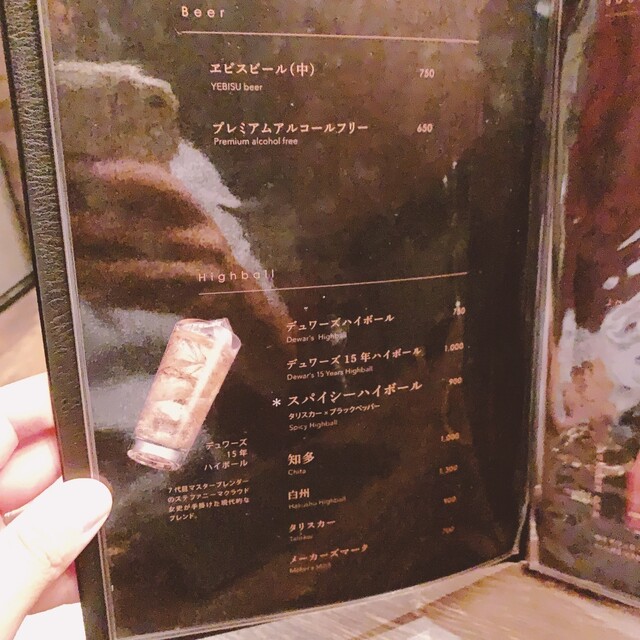 Beer
ヱビスビール（中） 750
YEBISU beer
プレミアムアルコールフリー 650
Premium alcohol free
Highball
デュワーズハイボール
Dewar's Highball
デュワーズ 15 年ハイボール 1,000
Dewar's 15 Years Highball
＊スパイシーハイボール 900
タリスカー×ブラックペッパー
Spicy Highball
知多 1,000
Chita
白州 1,300
Hakushu Highball
タリスカー 900
Talisker
メーカーズマーク
Maker's Mark
デュワーズ
15 年
ハイボール
7代目マスターブレンダー
のステファニーマクラウド
女史が手掛けた現代的な
ブレンド。